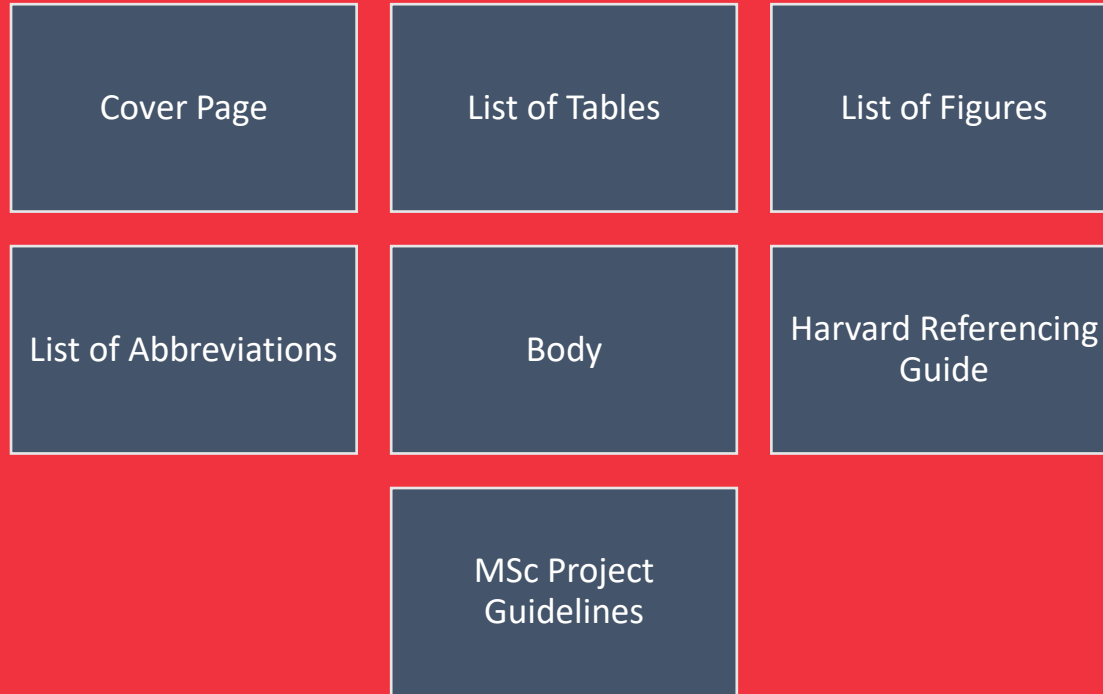 Cover Page
List of Tables
List of Figures
List of Abbreviations
Body
Harvard Referencing
Guide
MSc Project
Guidelines